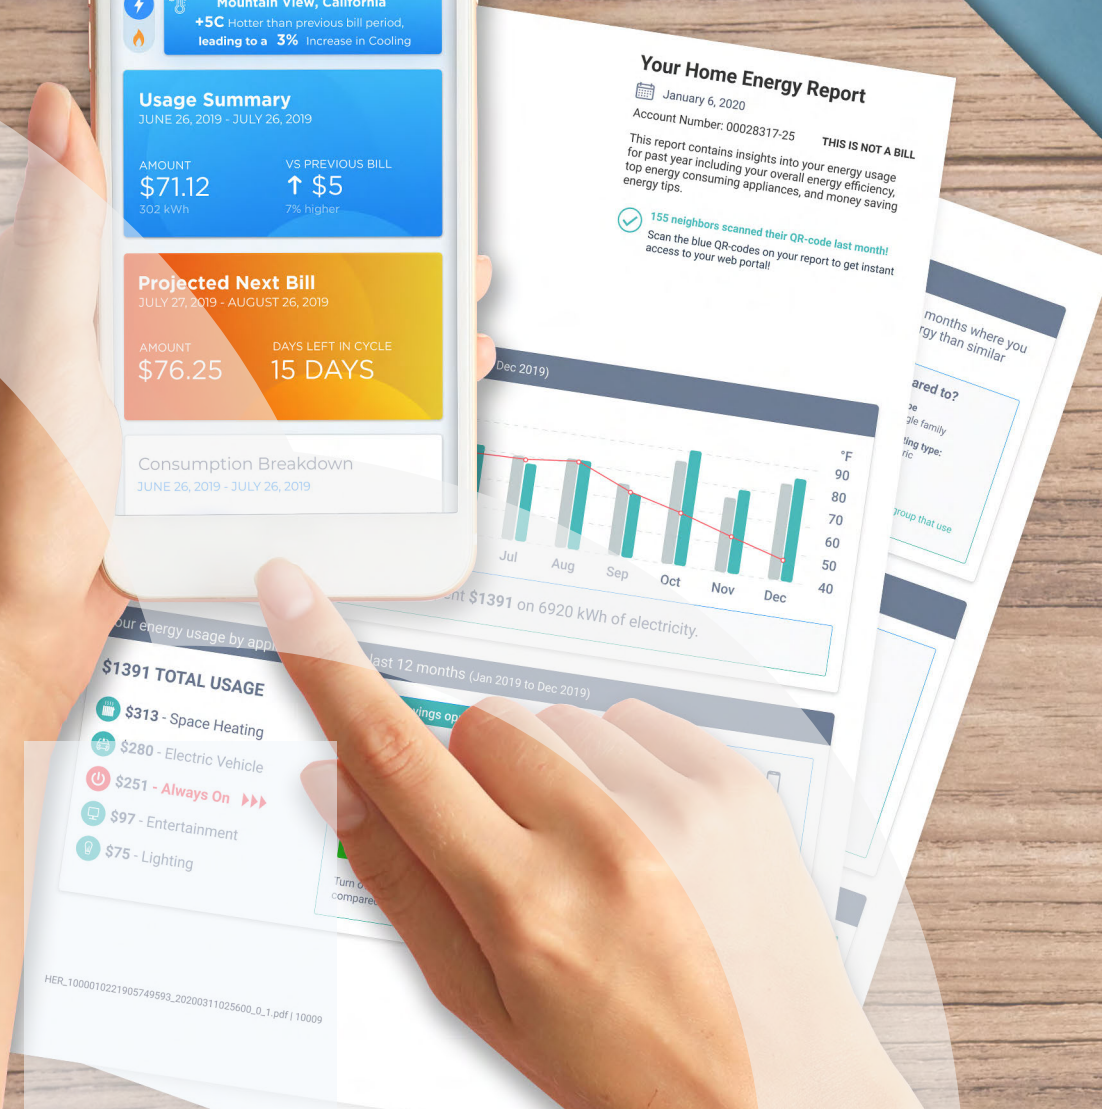 Mountain View, California
+5C Hotter than previous bill period,
leading to a 3% Increase in Cooling
Usage Summary
JUNE 26, 2019 - JULY 26, 2019
AMOUNT
VS PREVIOUS BILL
$71.12
↑ $5
302 kWh
7% higher
Projected Next Bill
JULY 27, 2019 - AUGUST 26, 2019
AMOUNT
DAYS LEFT IN CYCLE
$76.25
15 DAYS
Consumption Breakdown
JUNE 26, 2019 - JULY 26, 2019
Your Home Energy Report
January 6, 2020
Account Number: 00028317-25
THIS IS NOT A BILL
This report contains insights into your energy usage
for past year including your overall energy efficiency,
top energy consuming appliances, and money saving
energy tips.
155 neighbors scanned their QR-code last month!
Scan the blue QR-codes on your report to get instant
access to your web portal!
months where you
than similar
to?
family
type:
group that use
Dec 2019)
°F
90
80
70
60
50
40
Jul
Aug
Sep
Oct
Nov
Dec
$1391 on 6920 kWh of electricity.
energy usage by
last 12 months (Jan 2019 to Dec 2019)
$1391 TOTAL USAGE
$313 - Space Heating
$280 - Electric Vehicle
$251 - Always On
$97 - Entertainment
$75 - Lighting
Turn
HER_1000010221905749593_20200311025600_0_1.pdf | 10009